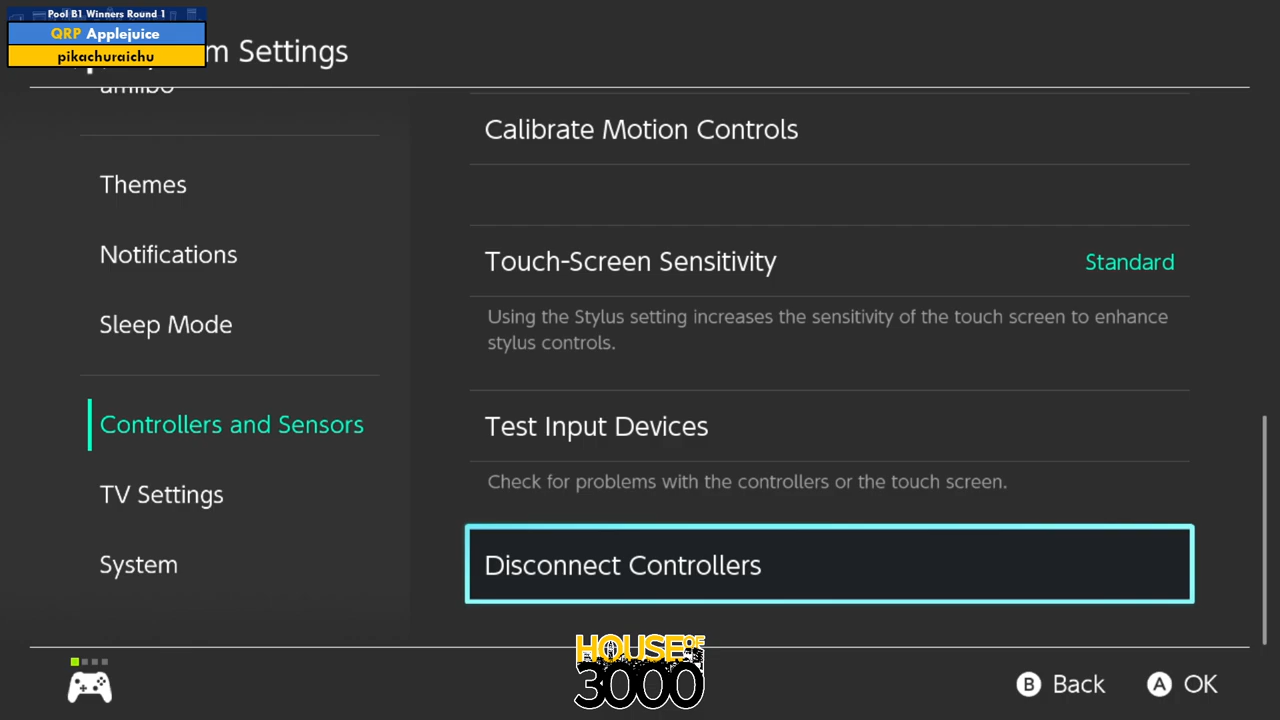 Pool B1 Winners Round 1
QRP Applejuice
pikachuraichu
m Settings
amiibo
Themes
Notifications
Sleep Mode
Controllers and Sensors
TV Settings
System
Calibrate Motion Controls
Touch-Screen Sensitivity Standard
Using the Stylus setting increases the sensitivity of the touch screen to enhance
stylus controls.
Test Input Devices
Check for problems with the controllers or the touch screen.
Disconnect Controllers
HOUSE OF
3000
B Back A OK